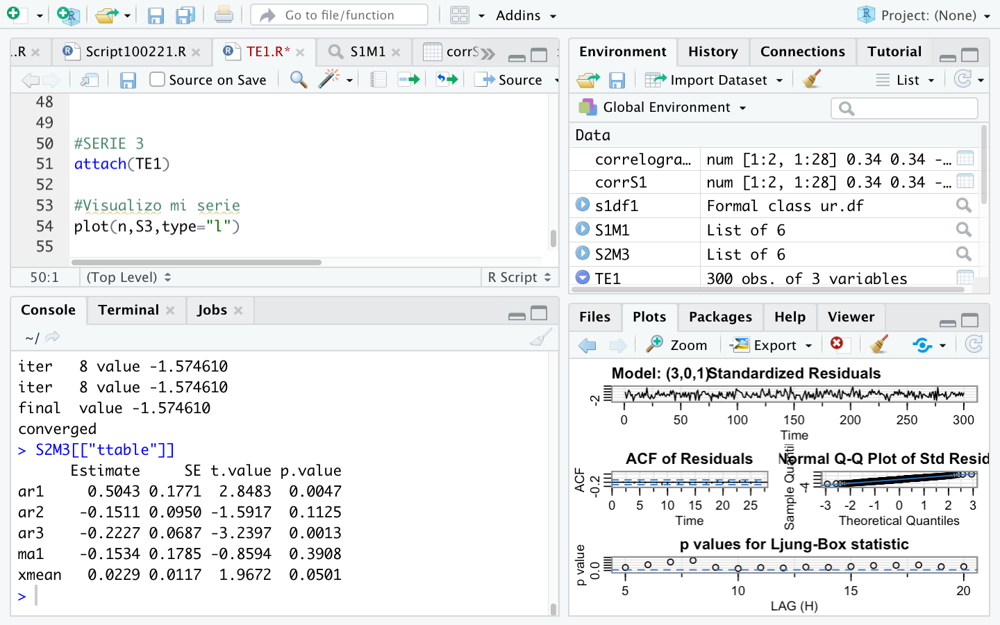 Go to file/function
Addins
Project: (None)
.R
Script100221.R
TE1.R*
S1M1
corrS
Source on Save
Source
48
49
50 #SERIE 3
51 attach(TE1)
52
53 #Visualizo mi serie
54 plot(n,S3,type="l")
55
50:1 (Top Level) R Script
Console Terminal Jobs
~/
iter 8 value -1.574610
iter 8 value -1.574610
final value -1.574610
converged
> S2M3[["ttable"]]
Estimate SE t.value p.value
ar1 0.5043 0.1771 2.8483 0.0047
ar2 -0.1511 0.0950 -1.5917 0.1125
ar3 -0.2227 0.0687 -3.2397 0.0013
ma1 -0.1534 0.1785 -0.8594 0.3908
xmean 0.0229 0.0117 1.9672 0.0501
>
Environment History Connections Tutorial
Import Dataset List
Global Environment
Data
correlogra… num [1:2, 1:28] 0.34 0.34 -…
corrS1 num [1:2, 1:28] 0.34 0.34 -…
s1df1 Formal class ur.df
S1M1 List of 6
S2M3 List of 6
TE1 300 obs. of 3 variables
Files Plots Packages Help Viewer
Zoom Export
Model: (3,0,1) Standardized Residuals
-2
0 50 100 150 200 250 300
Time
ACF of Residuals
ACF
-0.2
0 5 10 15 20 25
Time
Normal Q-Q Plot of Std Resid
Sample Quantil
-4
-3 -2 -1 0 1 2 3
Theoretical Quantiles
p values for Ljung-Box statistic
p value
0.0
5 10 15 20
LAG (H)